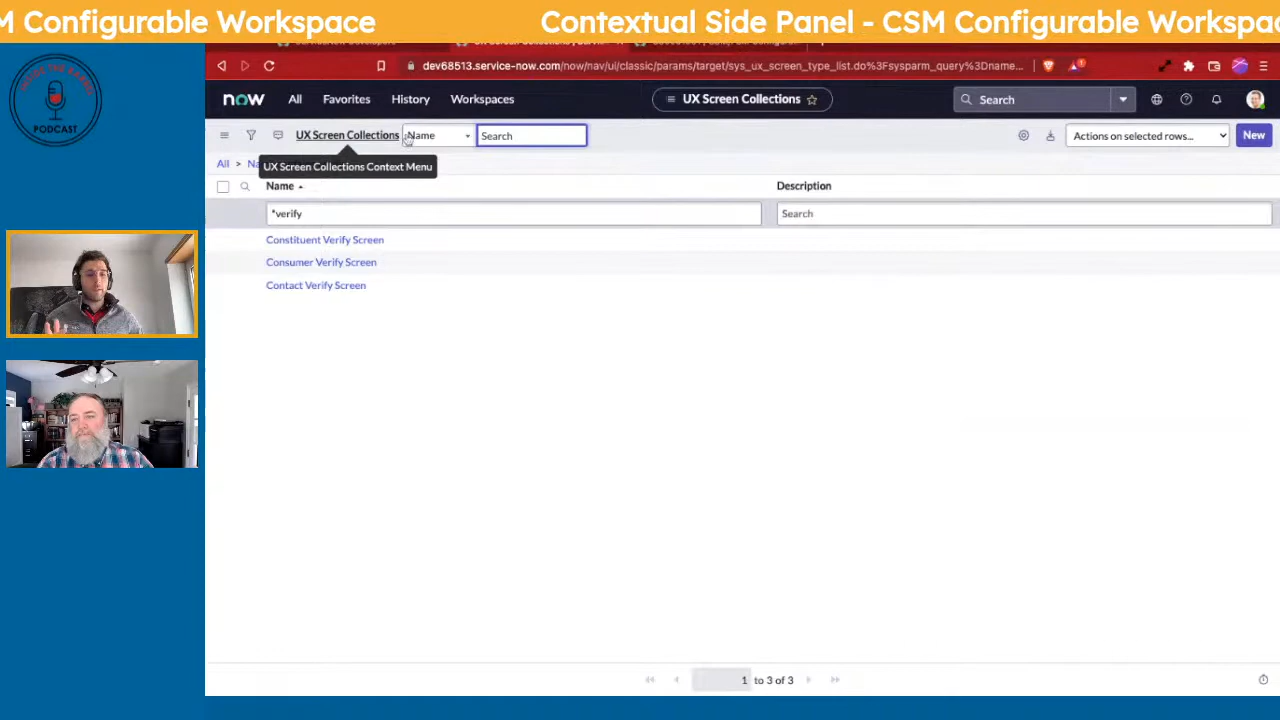 M Configurable Workspace
Contextual Side Panel - CSM Configurable Workspac
PODCAST
dev68513.service-now.com/now/nav/ui/classic/params/target/sys_ux_screen_type_list.do%3Fsysparm_query%3Dname...
now
All
Favorites
History
Workspaces
UX Screen Collections
Search
UX Screen Collections
Name
Search
Actions on selected rows...
New
All > Na
UX Screen Collections Context Menu
Name
Description
*verify
Search
Constituent Verify Screen
Consumer Verify Screen
Contact Verify Screen
1 to 3 of 3